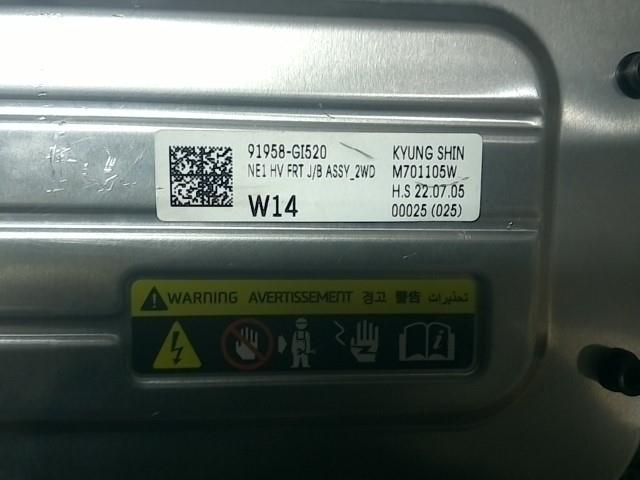 91958-GI520
NE1 HV FRT J/B ASSY_2WD
W14
KYUNG SHIN
M701105W
H.S 22.07.05
00025 (025)
WARNING AVERTISSEMENT 경고 警告 تحذيرات